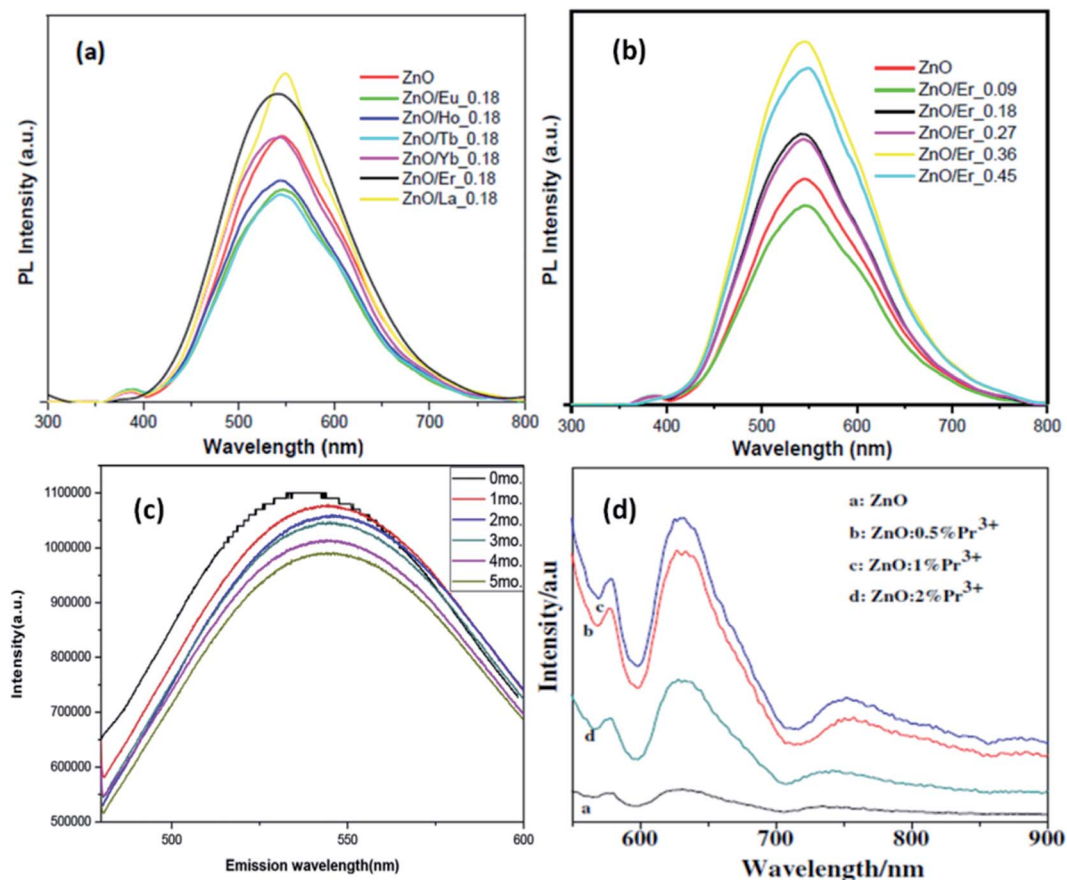 (a)
ZnO
ZnO/Eu_0.18
ZnO/Ho_0.18
ZnO/Tb_0.18
ZnO/Yb_0.18
ZnO/Er_0.18
ZnO/La_0.18
PL Intensity (a.u.)
300 400 500 600 700 800
Wavelength (nm)
(b)
ZnO
ZnO/Er_0.09
ZnO/Er_0.18
ZnO/Er_0.27
ZnO/Er_0.36
ZnO/Er_0.45
PL Intensity (a.u.)
300 400 500 600 700 800
Wavelength (nm)
(c)
0mo.
1mo.
2mo.
3mo.
4mo.
5mo.
1100000
1000000
900000
800000
700000
600000
500000
Intensity(a.u.)
500 550 600
Emission wavelength(nm)
(d)
a: ZnO
b: ZnO:0.5%Pr³⁺
c: ZnO:1%Pr³⁺
d: ZnO:2%Pr³⁺
c
b
d
a
Intensity/a.u
600 700 800 900
Wavelength/nm